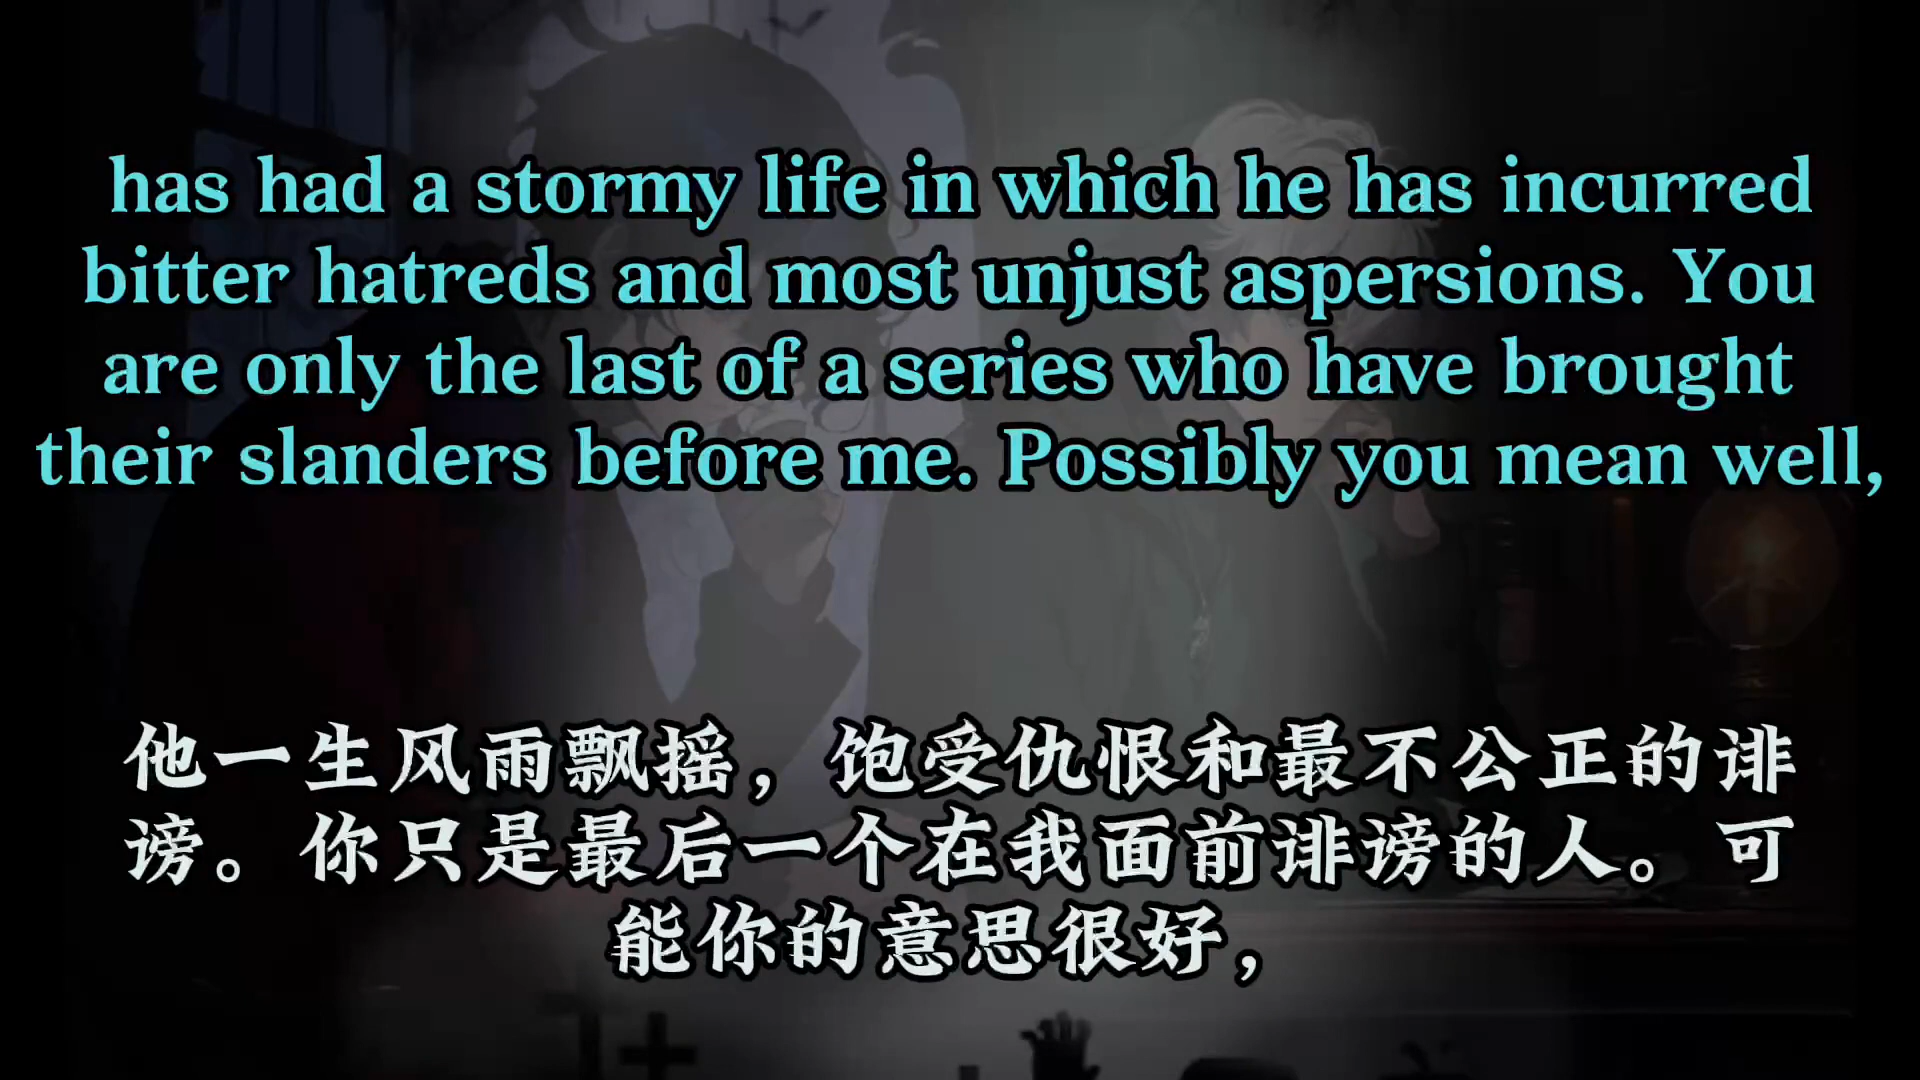 has had a stormy life in which he has incurred
bitter hatreds and most unjust aspersions. You
are only the last of a series who have brought
their slanders before me. Possibly you mean well,
他一生风雨飘摇，饱受仇恨和最不公正的诽
谤。你只是最后一个在我面前诽谤的人。可
能你的意思很好，